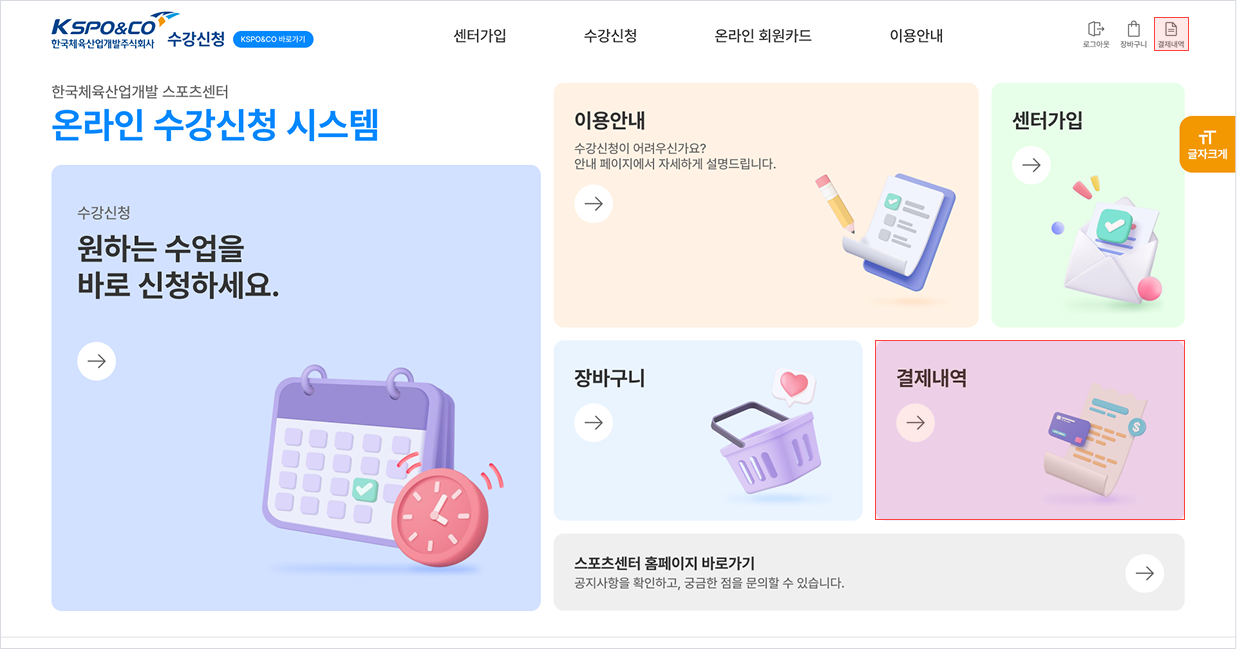 KSPO&CO
한국체육산업개발주식회사
수강신청
KSPO&CO 바로가기
센터가입
수강신청
온라인 회원카드
이용안내
로그아웃
장바구니
결제내역
한국체육산업개발 스포츠센터
온라인 수강신청 시스템
수강신청
원하는 수업을
바로 신청하세요.
이용안내
수강신청이 어려우신가요?
안내 페이지에서 자세하게 설명드립니다.
센터가입
글자크게
장바구니
결제내역
$
스포츠센터 홈페이지 바로가기
공지사항을 확인하고, 궁금한 점을 문의할 수 있습니다.